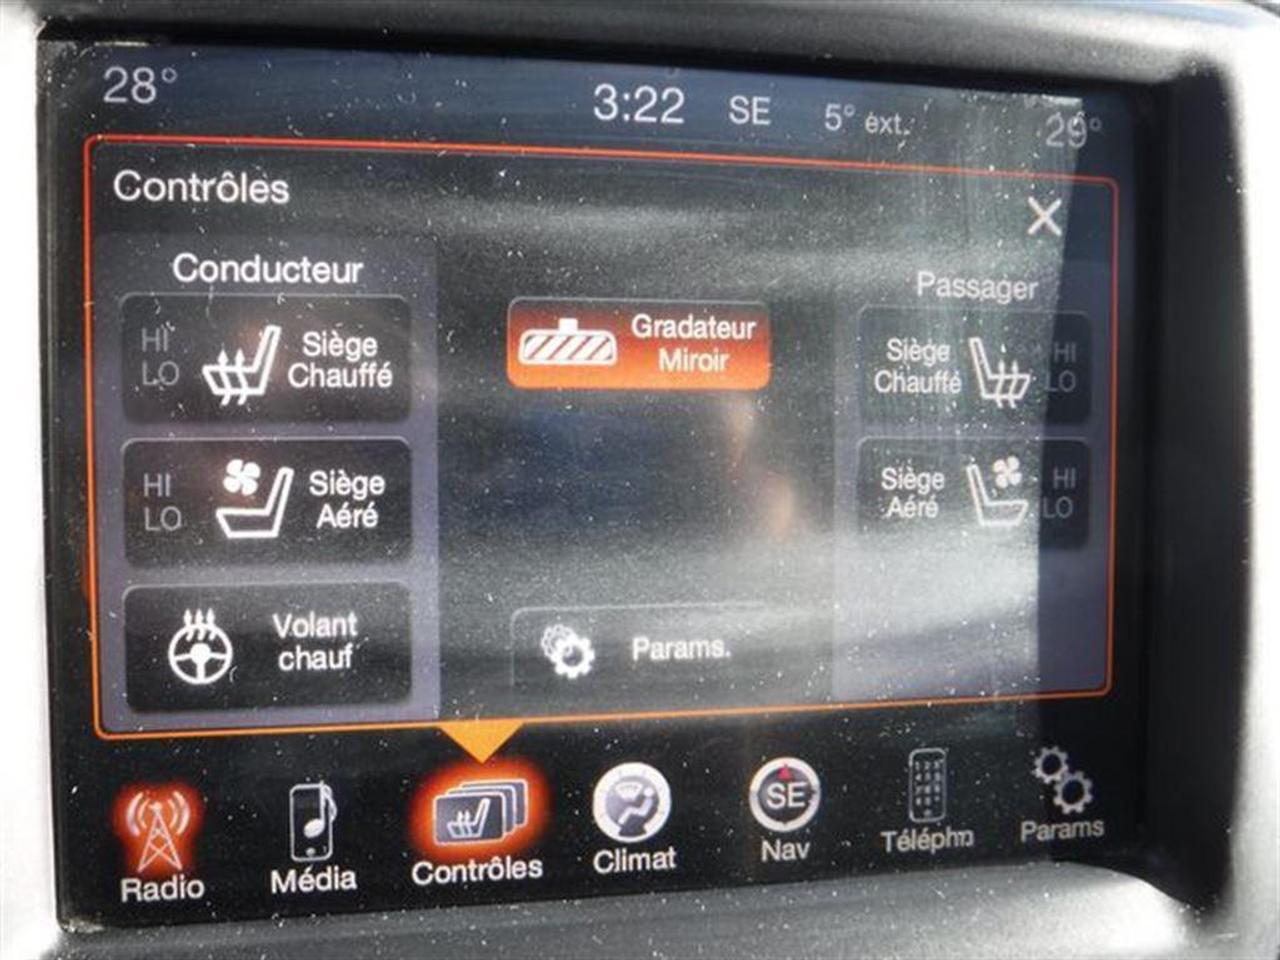 28° 3:22 SE 5° ext. 29°
Contrôles
Conducteur
Passager
HI
LO
Siège
Chauffé
Gradateur
Miroir
Siège
Chauffé
HI
LO
HI
LO
Siège
Aéré
Siège
Aéré
HI
LO
Volant
chauf
Params.
SE
Radio
Média
Contrôles
Climat
Nav
Params